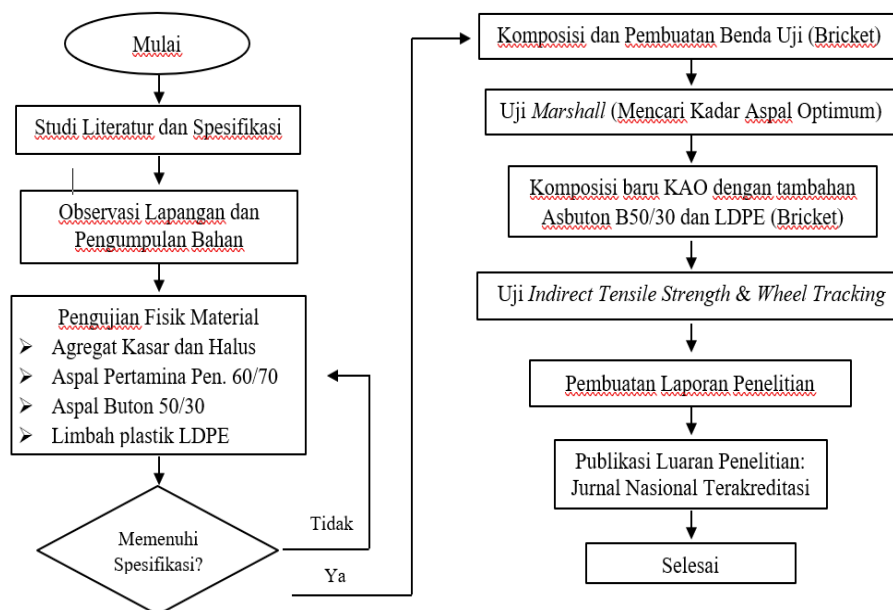 Mulai
Studi Literatur dan Spesifikasi
Observasi Lapangan dan
Pengumpulan Bahan
Pengujian Fisik Material
➢ Agregat Kasar dan Halus
➢ Aspal Pertamina Pen. 60/70
➢ Aspal Buton 50/30
➢ Limbah plastik LDPE
Memenuhi
Spesifikasi?
Tidak
Ya
Komposisi dan Pembuatan Benda Uji (Bricket)
Uji Marshall (Mencari Kadar Aspal Optimum)
Komposisi baru KAO dengan tambahan
Asbuton B50/30 dan LDPE (Bricket)
Uji Indirect Tensile Strength & Wheel Tracking
Pembuatan Laporan Penelitian
Publikasi Luaran Penelitian:
Jurnal Nasional Terakreditasi
Selesai